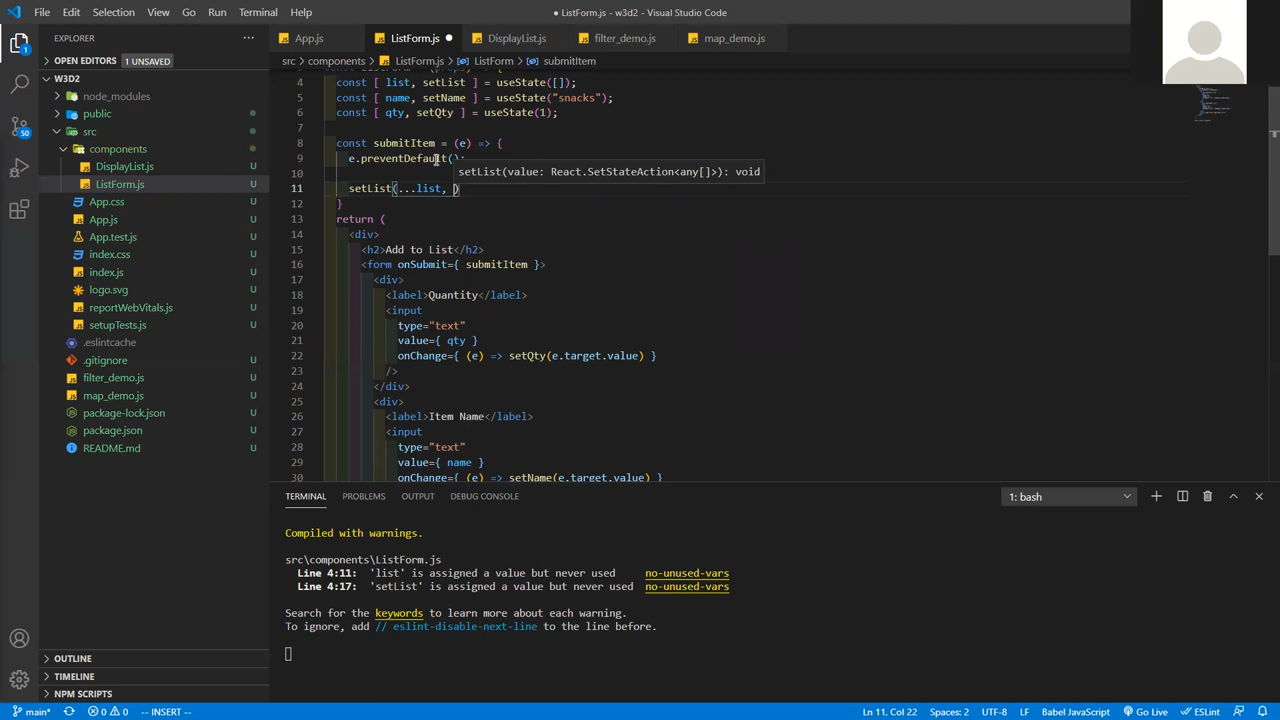 File Edit Selection View Go Run Terminal Help
● ListForm.js - w3d2 - Visual Studio Code
EXPLORER
OPEN EDITORS 1 UNSAVED
W3D2
node_modules
public
src
components
DisplayList.js U
ListForm.js U
App.css U
App.js U
App.test.js U
index.css U
index.js U
logo.svg U
reportWebVitals.js U
setupTests.js U
.eslintcache
.gitignore U
filter_demo.js U
map_demo.js U
package-lock.json U
package.json U
README.md U
OUTLINE
TIMELINE
NPM SCRIPTS
1
50
App.js ListForm.js ● DisplayList.js filter_demo.js map_demo.js
src > components > ListForm.js > ListForm > submitItem
4 const [ list, setList ] = useState([]);
5 const [ name, setName ] = useState("snacks");
6 const [ qty, setQty ] = useState(1);
7
8 const submitItem = (e) => {
9 e.preventDefault();
setList(value: React.SetStateAction<any[]>): void
10
11 setList(...list, )
12 }
13 return (
14 <div>
15 <h2>Add to List</h2>
16 <form onSubmit={ submitItem }>
17 <div>
18 <label>Quantity</label>
19 <input
20 type="text"
21 value={ qty }
22 onChange={ (e) => setQty(e.target.value) }
23 />
24 </div>
25 <div>
26 <label>Item Name</label>
27 <input
28 type="text"
29 value={ name }
30 onChange={ (e) => setName(e.target.value) }
TERMINAL PROBLEMS OUTPUT DEBUG CONSOLE
1: bash
Compiled with warnings.
src\components\ListForm.js
Line 4:11: 'list' is assigned a value but never used no-unused-vars
Line 4:17: 'setList' is assigned a value but never used no-unused-vars
Search for the keywords to learn more about each warning.
To ignore, add // eslint-disable-next-line to the line before.
main* 0 0 -- INSERT --
Ln 11, Col 22 Spaces: 2 UTF-8 LF Babel JavaScript Go Live ESLint